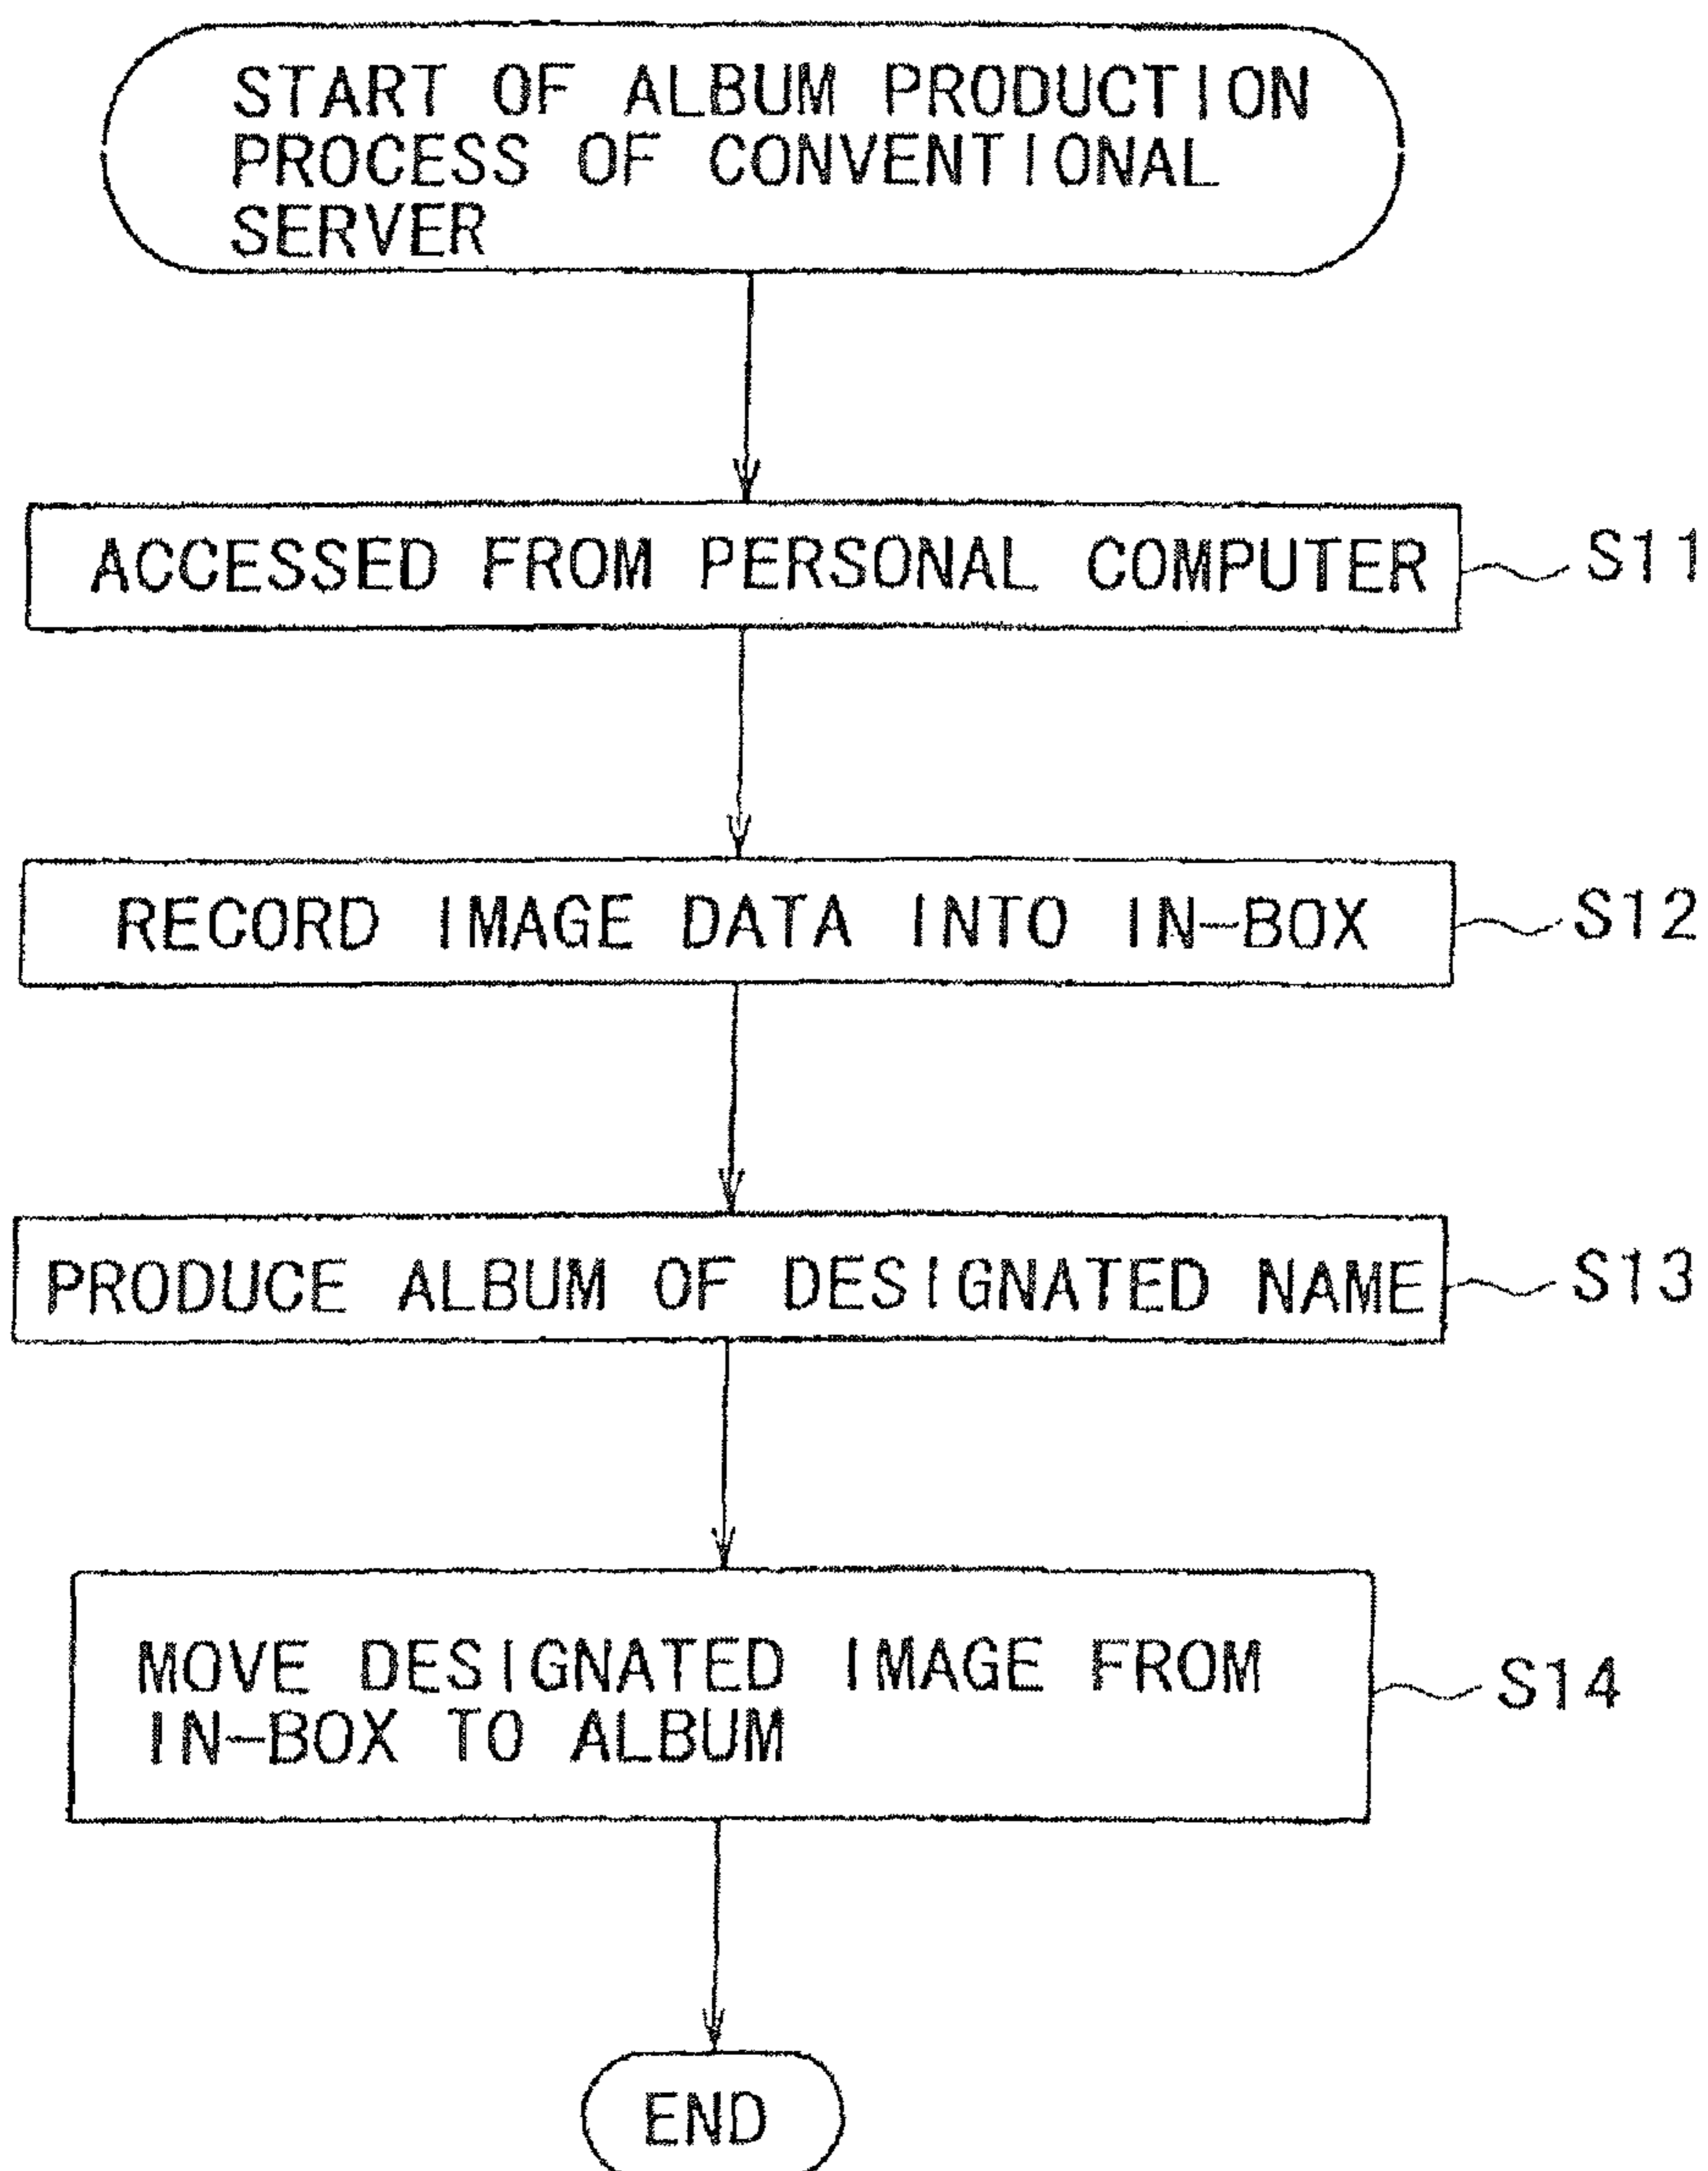 START OF ALBUM PRODUCTION
PROCESS OF CONVENTIONAL
SERVER
ACCESSED FROM PERSONAL COMPUTER
S11
RECORD IMAGE DATA INTO IN-BOX
S12
PRODUCE ALBUM OF DESIGNATED NAME
S13
MOVE DESIGNATED IMAGE FROM
IN-BOX TO ALBUM
S14
END